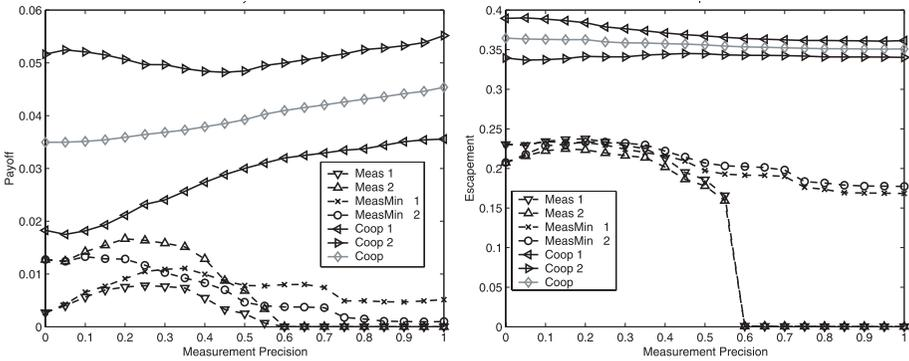 0.06
0.05
0.04
0.03
0.02
0.01
0
Payoff
0 0.1 0.2 0.3 0.4 0.5 0.6 0.7 0.8 0.9 1
Measurement Precision
Meas 1
Meas 2
MeasMin 1
MeasMin 2
Coop 1
Coop 2
Coop
0.4
0.35
0.3
0.25
0.2
0.15
0.1
0.05
0
Escapement
0 0.1 0.2 0.3 0.4 0.5 0.6 0.7 0.8 0.9 1
Measurement Precision
Meas 1
Meas 2
MeasMin 1
MeasMin 2
Coop 1
Coop 2
Coop